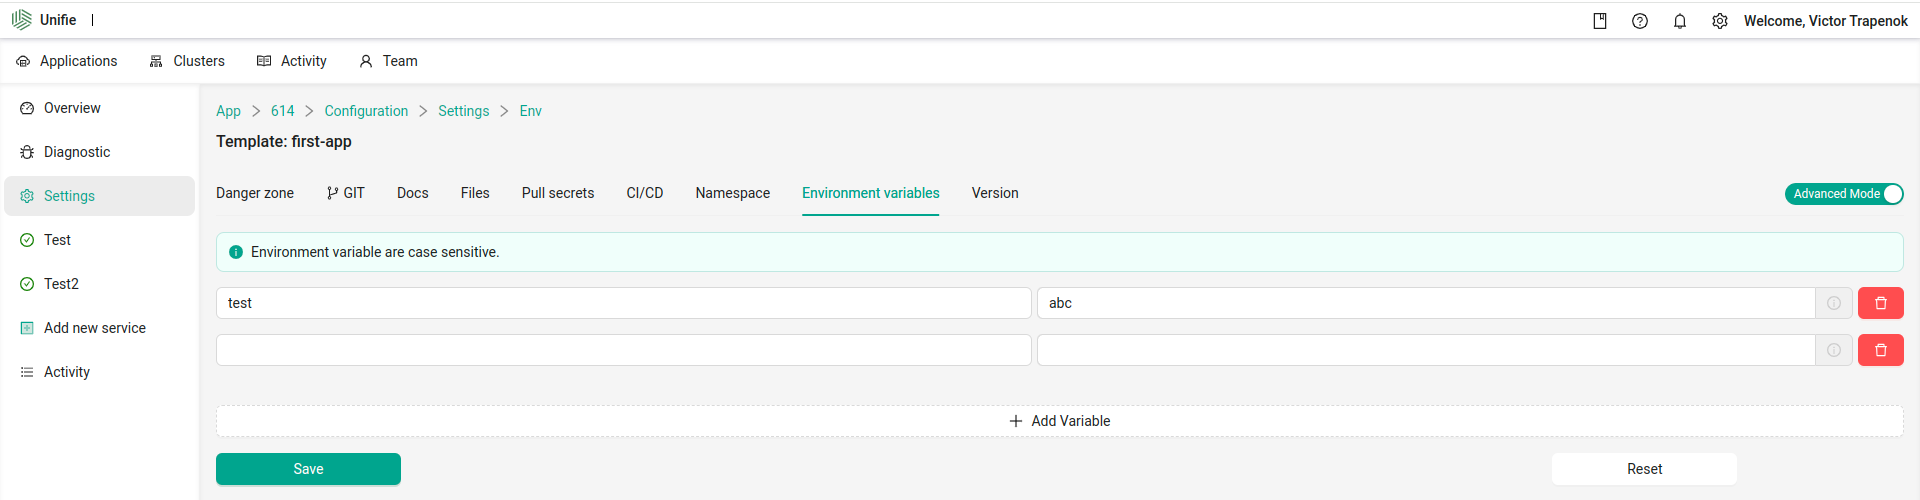 Unifie
Welcome, Victor Trapenok
Applications Clusters Activity Team
Overview
Diagnostic
Settings
Test
Test2
Add new service
Activity
App > 614 > Configuration > Settings > Env
Template: first-app
Danger zone GIT Docs Files Pull secrets CI/CD Namespace Environment variables Version
Advanced Mode
Environment variable are case sensitive.
test abc
+ Add Variable
Save Reset